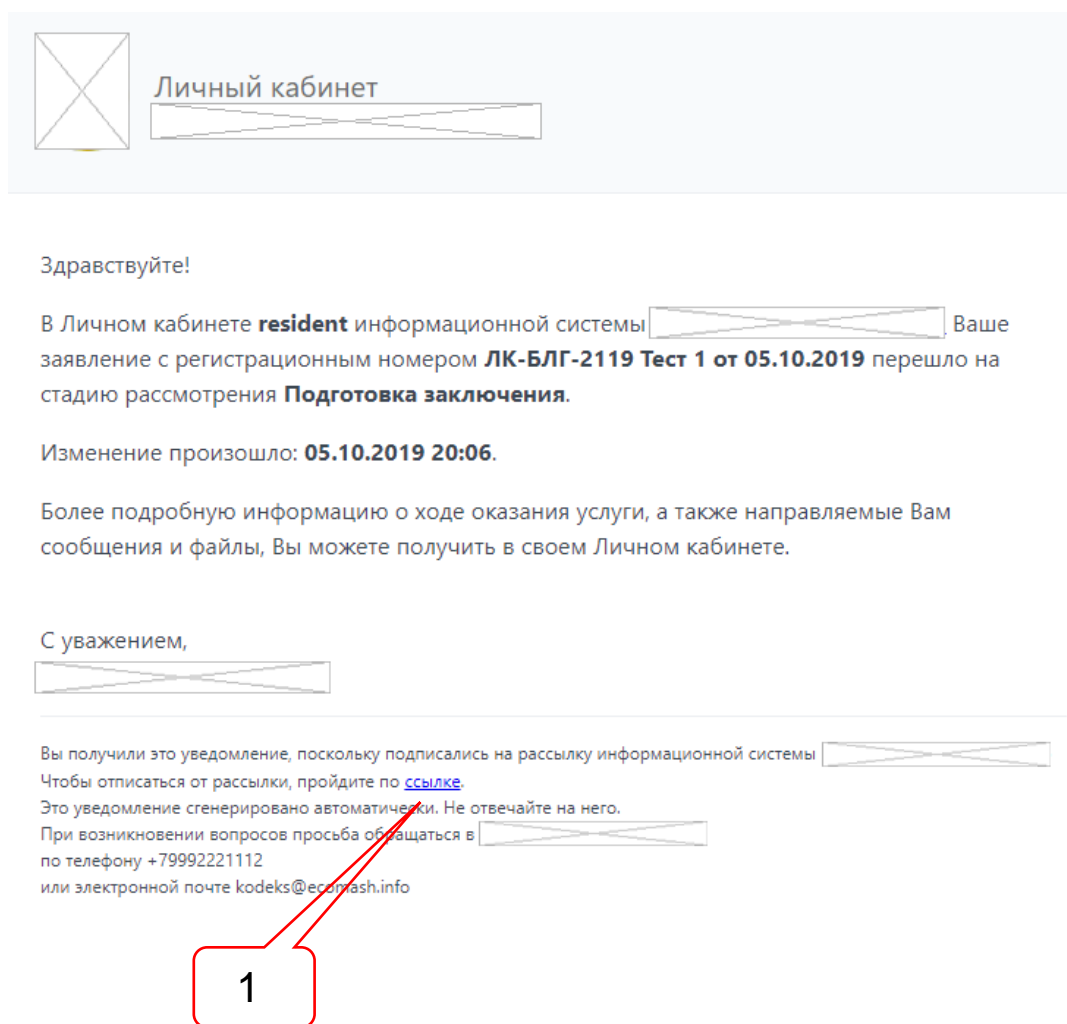 Личный кабинет
Здравствуйте!
В Личном кабинете resident информационной системы . Ваше
заявление с регистрационным номером ЛК-БЛГ-2119 Тест 1 от 05.10.2019 перешло на
стадию рассмотрения Подготовка заключения.
Изменение произошло: 05.10.2019 20:06.
Более подробную информацию о ходе оказания услуги, а также направляемые Вам
сообщения и файлы, Вы можете получить в своем Личном кабинете.
С уважением,
Вы получили это уведомление, поскольку подписались на рассылку информационной системы
Чтобы отписаться от рассылки, пройдите по ссылке.
Это уведомление сгенерировано автоматически. Не отвечайте на него.
При возникновении вопросов просьба обращаться в
по телефону +79992221112
или электронной почте kodeks@ecomash.info
1